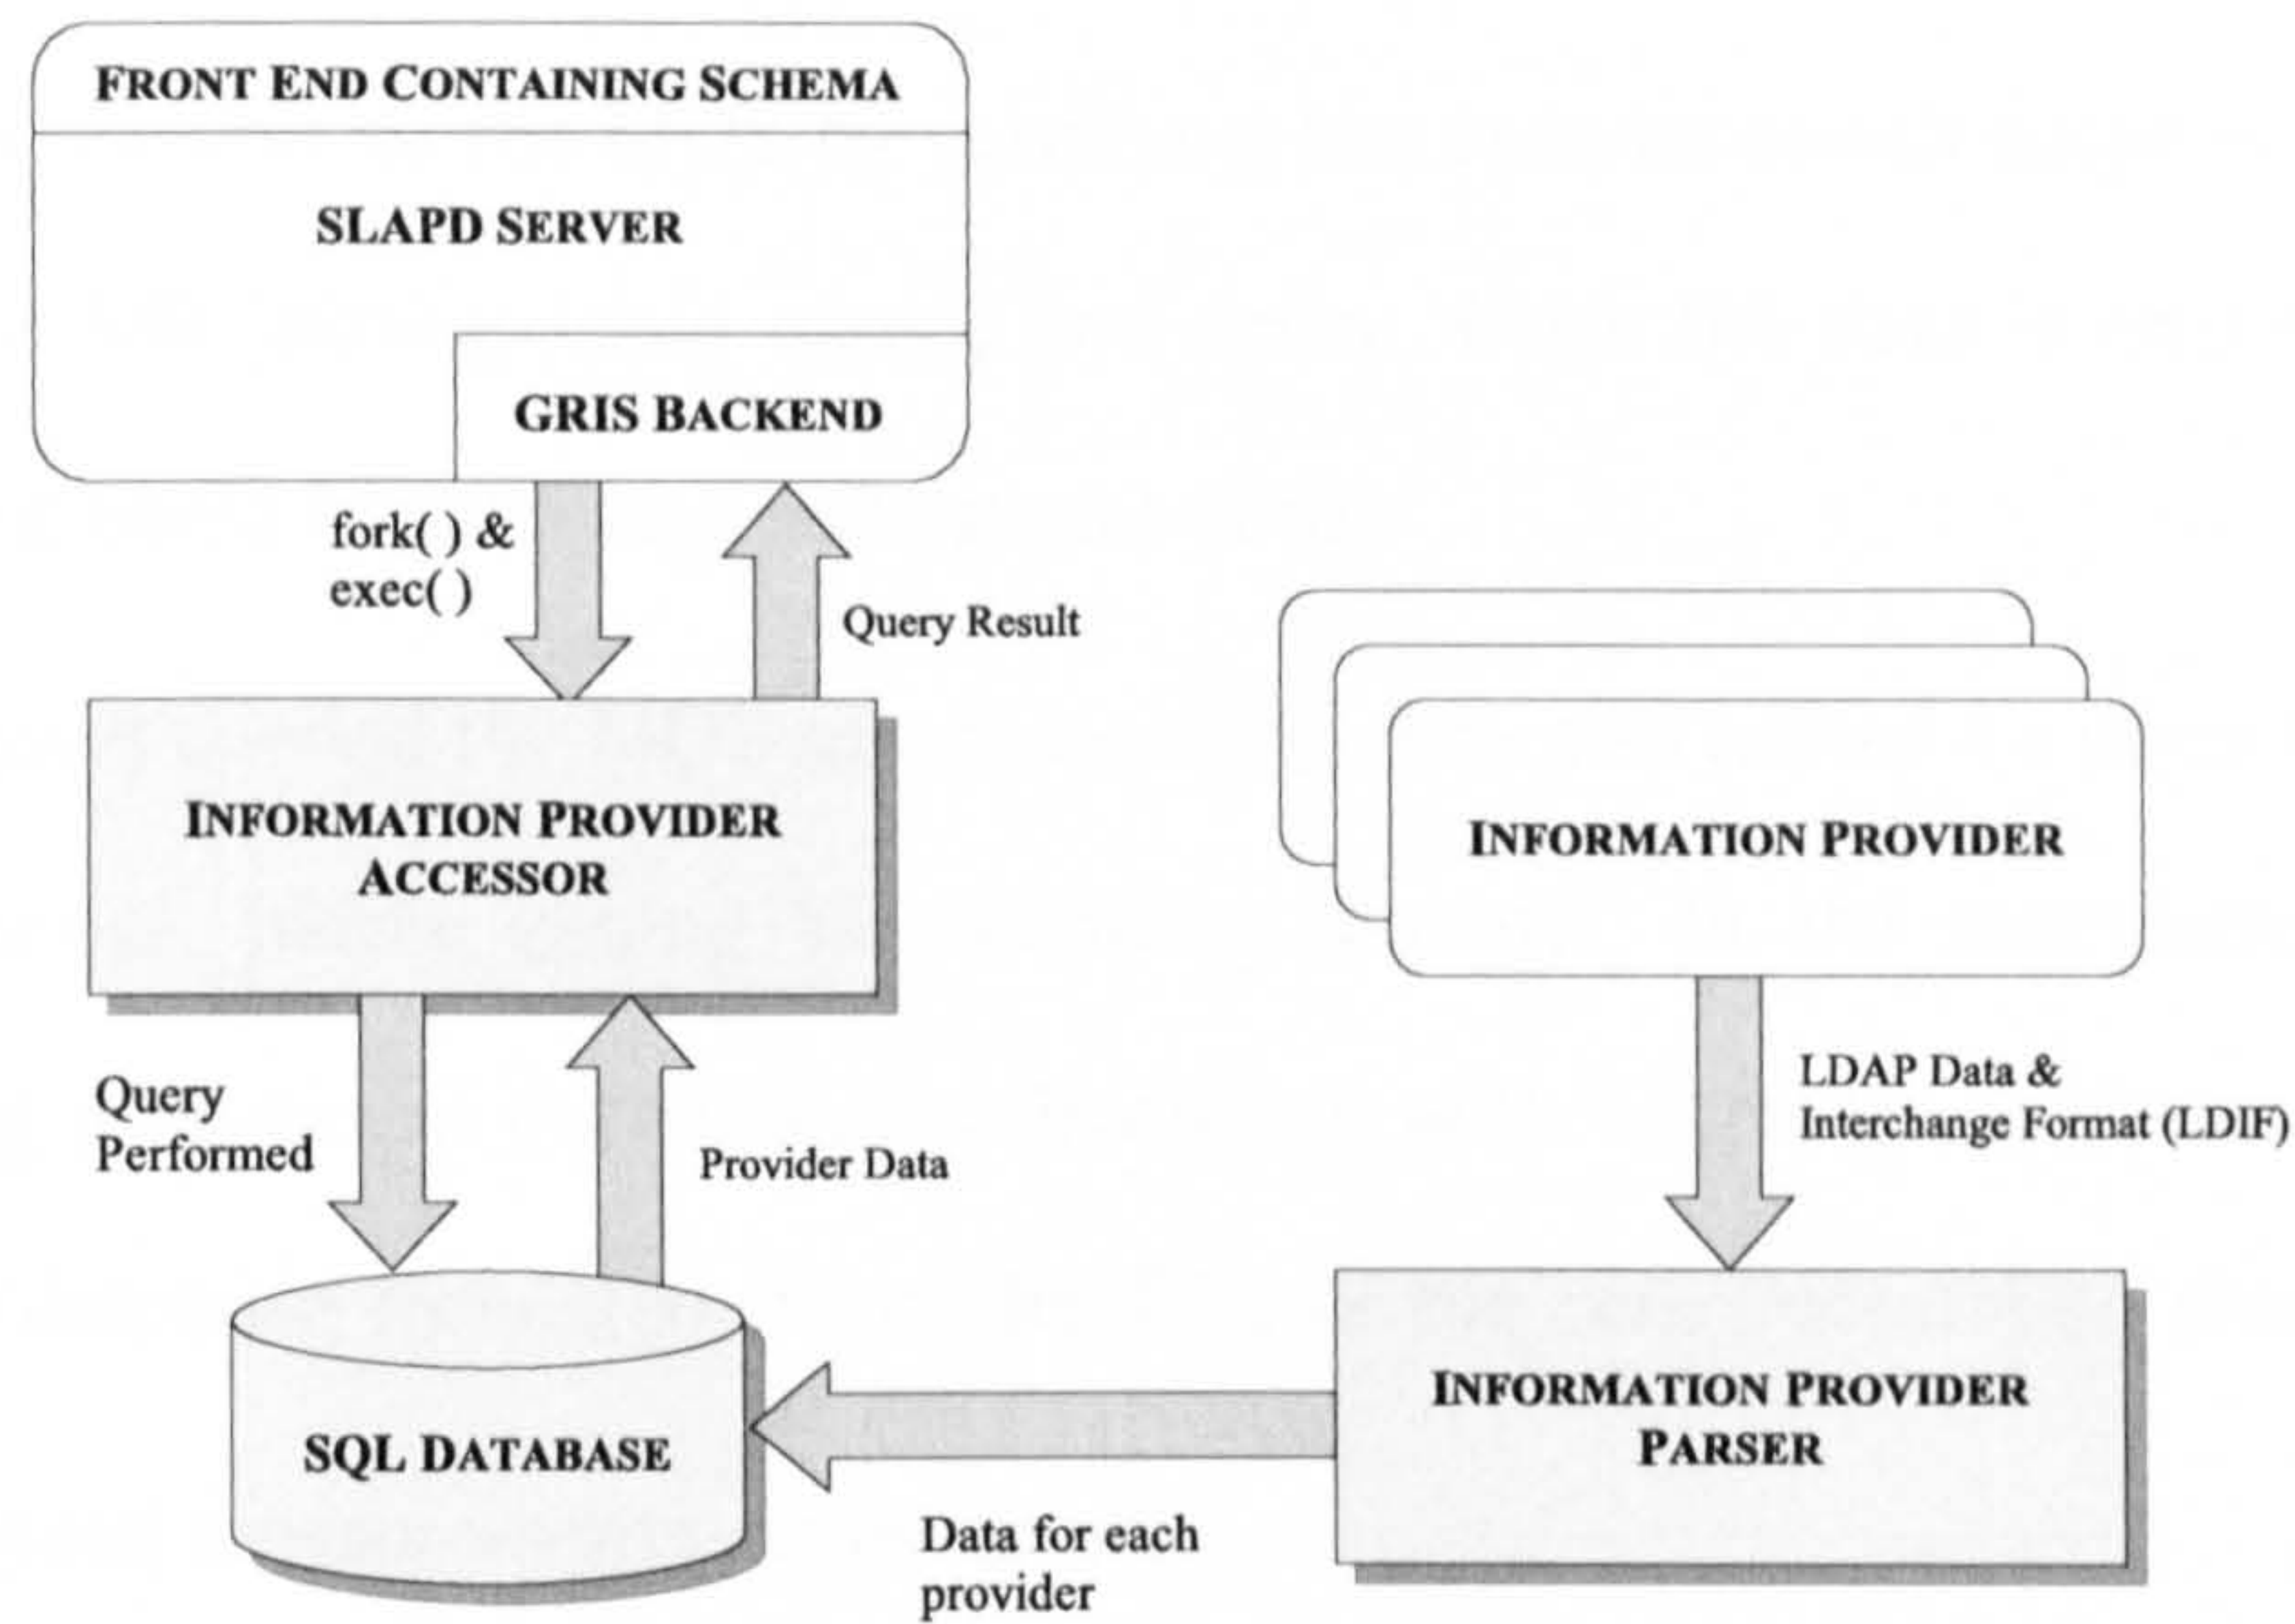 FRONT END CONTAINING SCHEMA
SLAPD SERVER
GRIS BACKEND
fork( ) &
exec( )
Query Result
INFORMATION PROVIDER
ACCESSOR
INFORMATION PROVIDER
Query
Performed
Provider Data
LDAP Data &
Interchange Format (LDIF)
SQL DATABASE
INFORMATION PROVIDER
PARSER
Data for each
provider